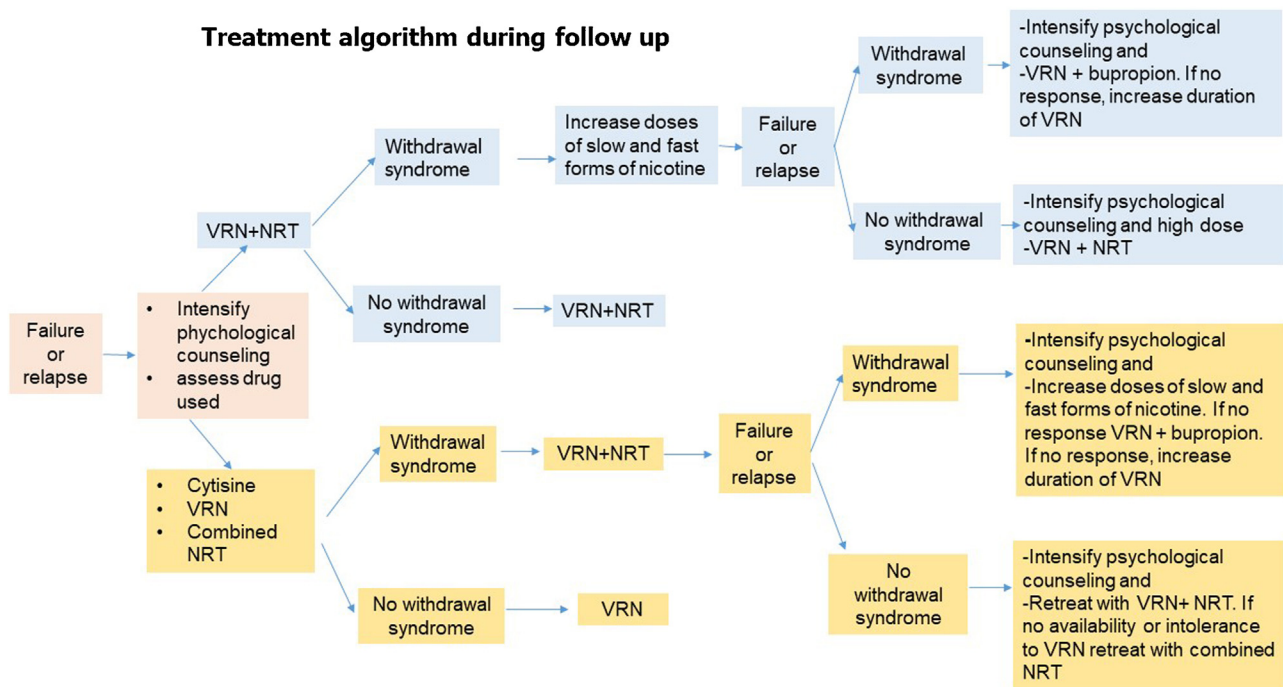 Treatment algorithm during follow up
Failure
or
relapse
• Intensify
phychological
counseling
• assess drug
used
VRN+NRT
Withdrawal
syndrome
Increase doses
of slow and fast
forms of nicotine
Failure
or
relapse
Withdrawal
syndrome
-Intensify psychological
counseling and
-VRN + bupropion. If no
response, increase duration
of VRN
No withdrawal
syndrome
-Intensify psychological
counseling and high dose
-VRN + NRT
No withdrawal
syndrome
VRN+NRT
• Cytisine
• VRN
• Combined
NRT
Withdrawal
syndrome
VRN+NRT
Failure
or
relapse
Withdrawal
syndrome
-Intensify psychological
counseling and
-Increase doses of slow and
fast forms of nicotine. If no
response VRN + bupropion.
If no response, increase
duration of VRN
No
withdrawal
syndrome
-Intensify psychological
counseling and
-Retreat with VRN+ NRT. If
no availability or intolerance
to VRN retreat with combined
NRT
No withdrawal
syndrome
VRN